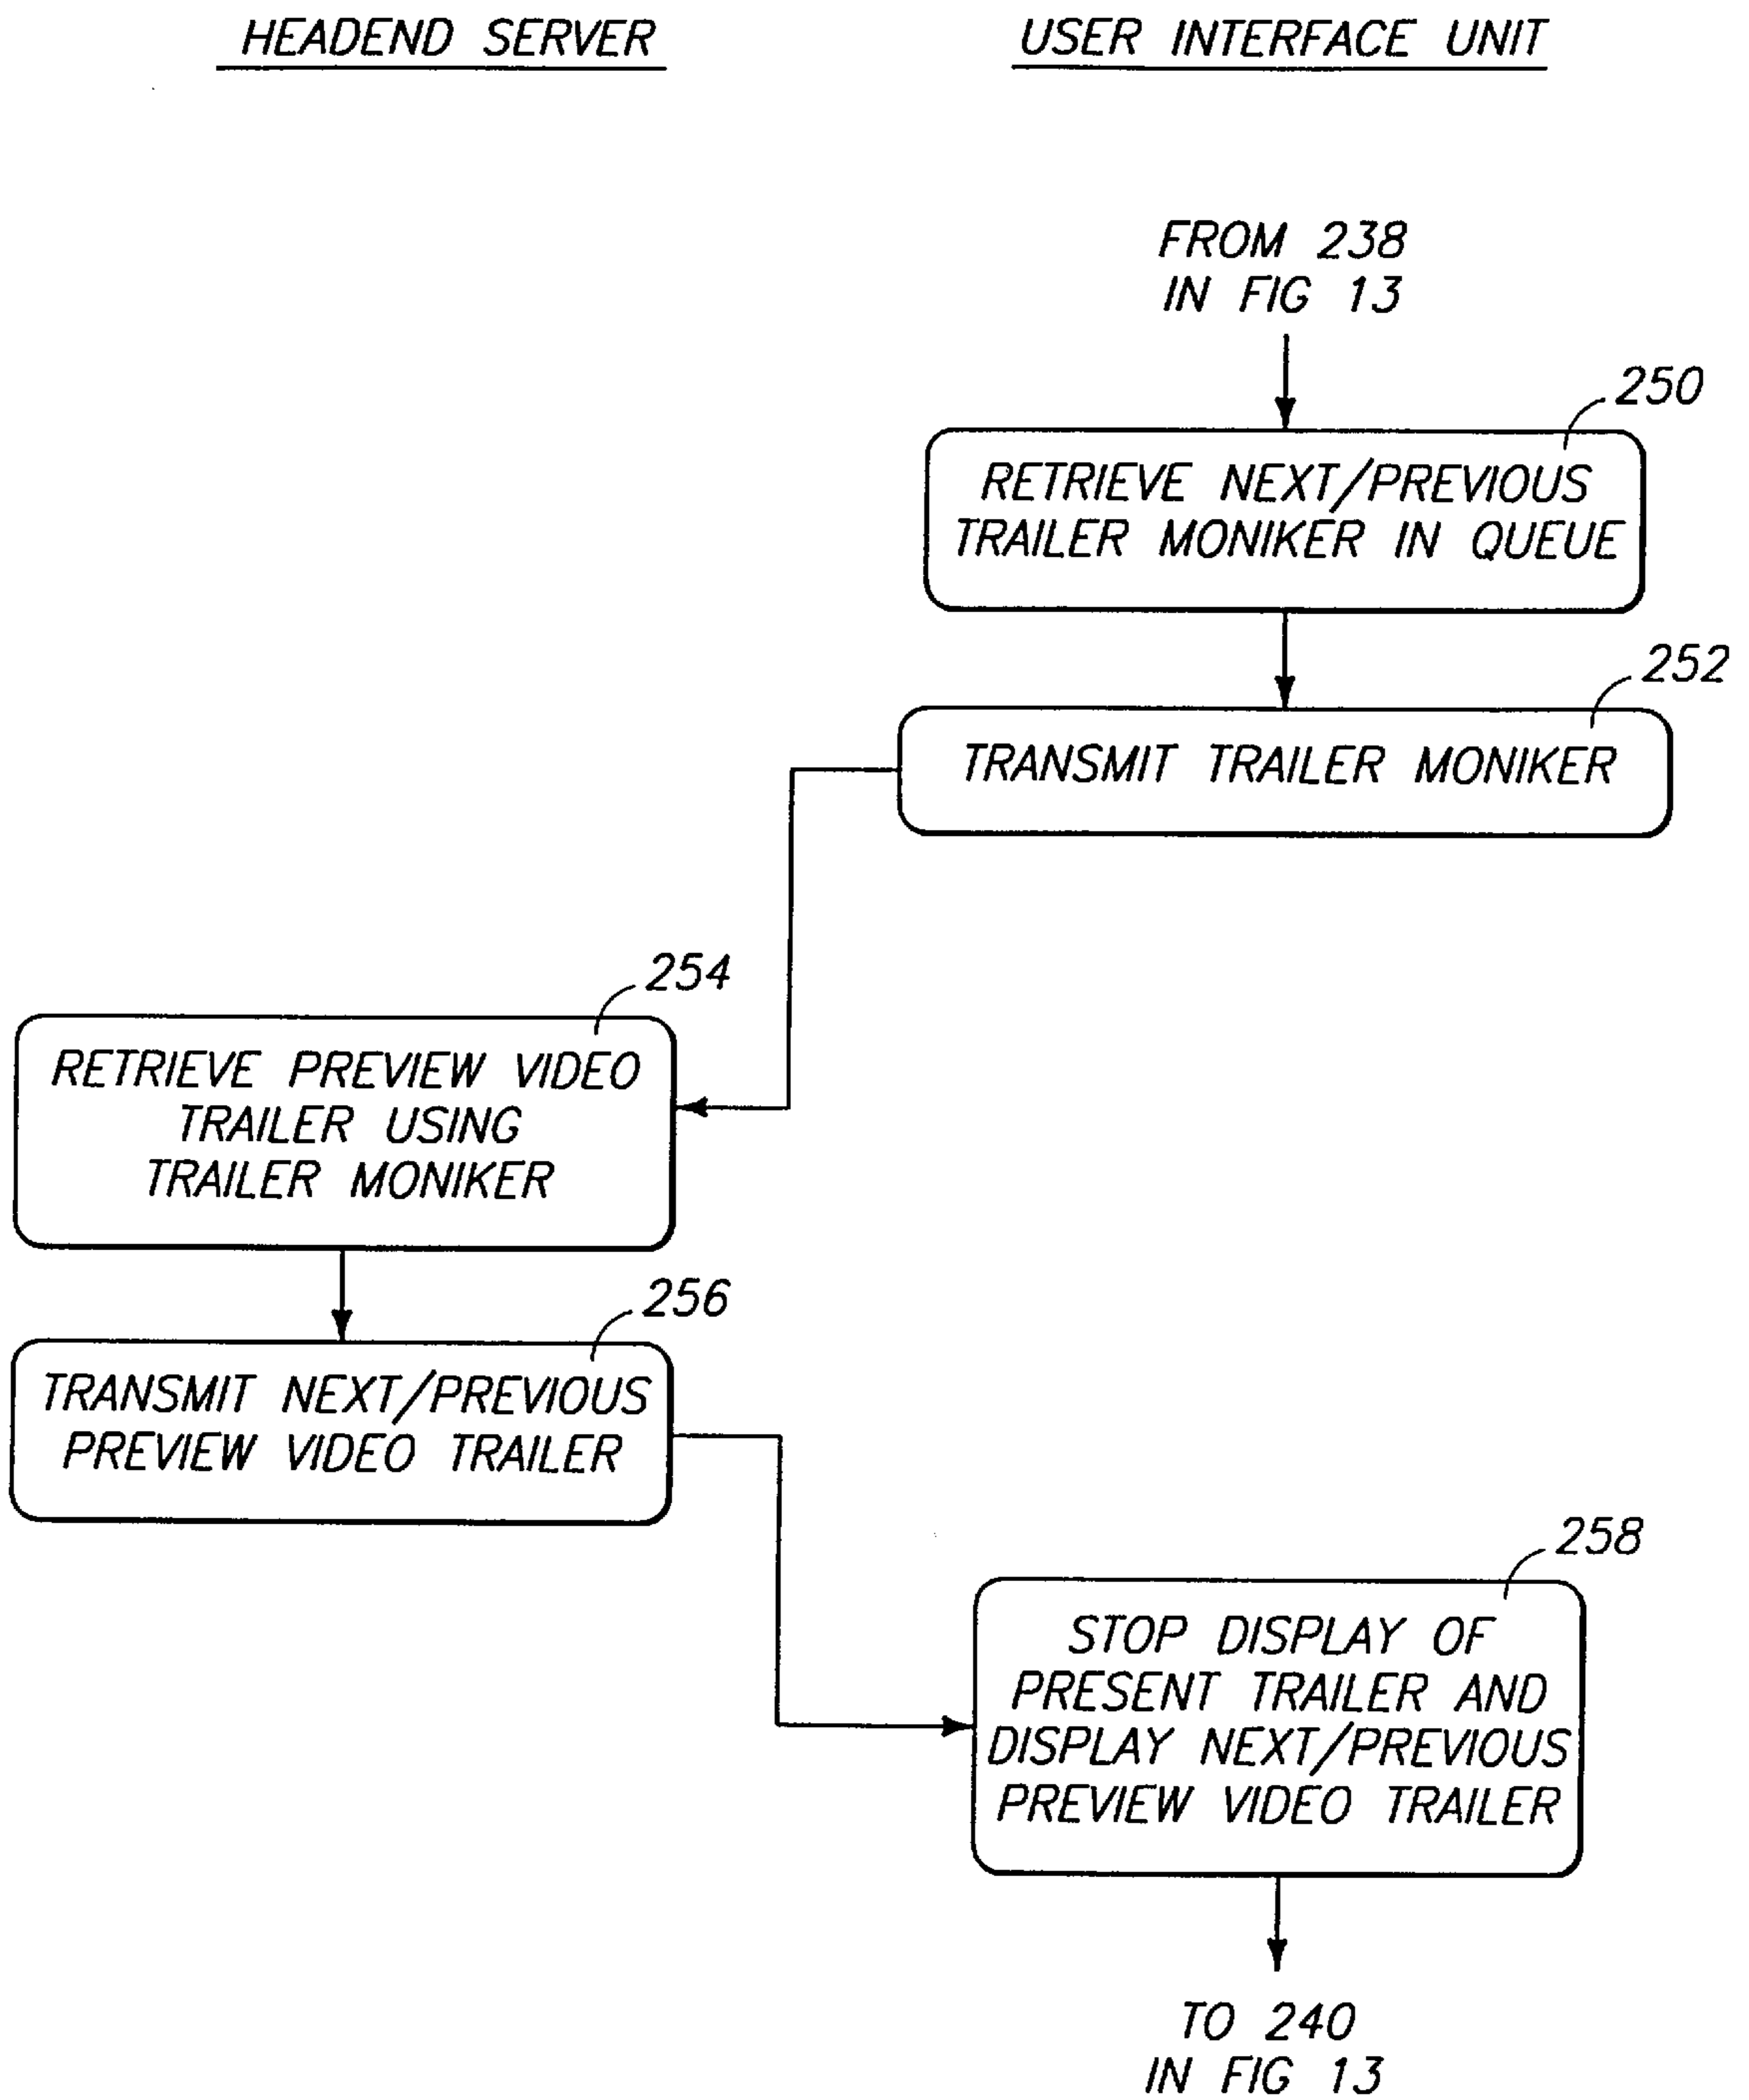 HEADEND SERVER
USER INTERFACE UNIT
FROM 238
IN FIG 13
250
RETRIEVE NEXT/PREVIOUS
TRAILER MONIKER IN QUEUE
252
TRANSMIT TRAILER MONIKER
254
RETRIEVE PREVIEW VIDEO
TRAILER USING
TRAILER MONIKER
256
TRANSMIT NEXT/PREVIOUS
PREVIEW VIDEO TRAILER
258
STOP DISPLAY OF
PRESENT TRAILER AND
DISPLAY NEXT/PREVIOUS
PREVIEW VIDEO TRAILER
TO 240
IN FIG 13